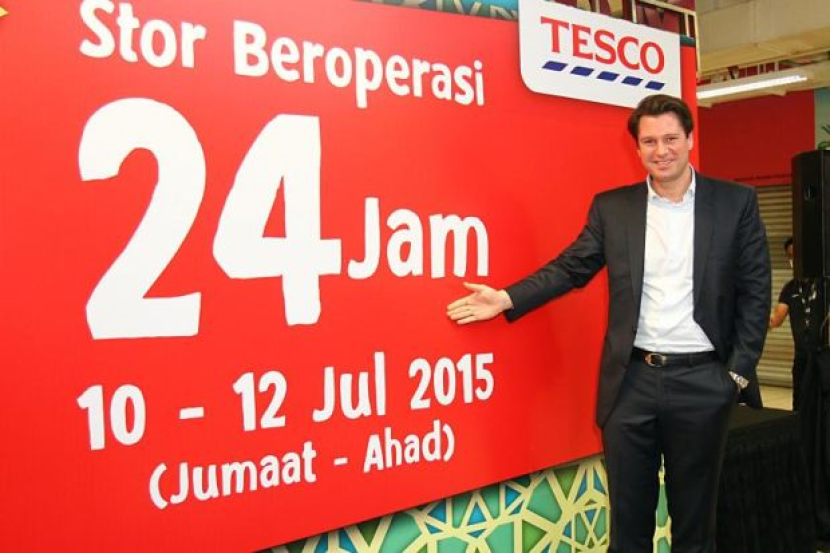 Stor Beroperasi
TESCO
24 Jam
10 - 12 Jul 2015
(Jumaat - Ahad)